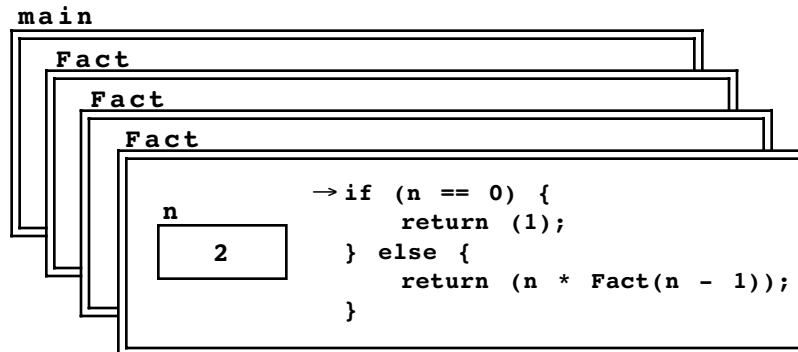 main
Fact
Fact
Fact
→if (n == 0) {
n
return (1);
2
} else {
return (n * Fact(n - 1));
}